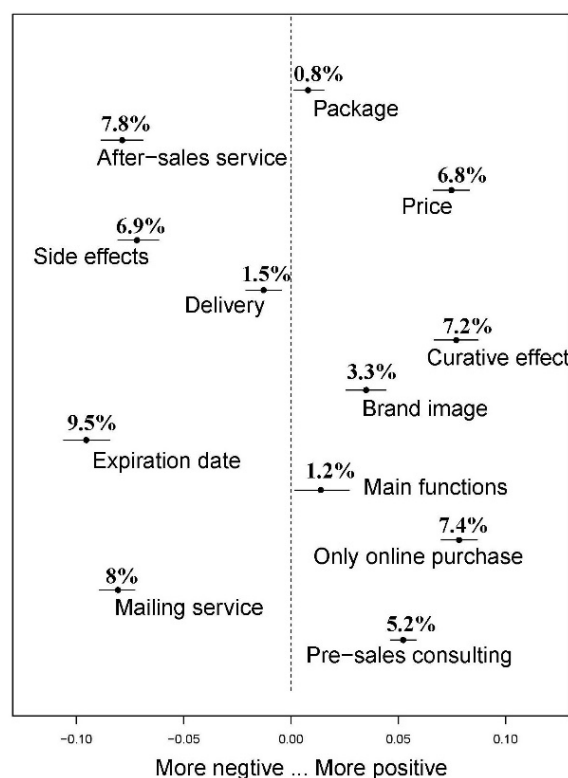 0.8%
Package
7.8%
After-sales service
6.8%
Price
6.9%
Side effects
1.5%
Delivery
7.2%
Curative effect
3.3%
Brand image
9.5%
Expiration date
1.2%
Main functions
7.4%
Only online purchase
8%
Mailing service
5.2%
Pre-sales consulting
-0.10 -0.05 0.00 0.05 0.10
More negtive ... More positive